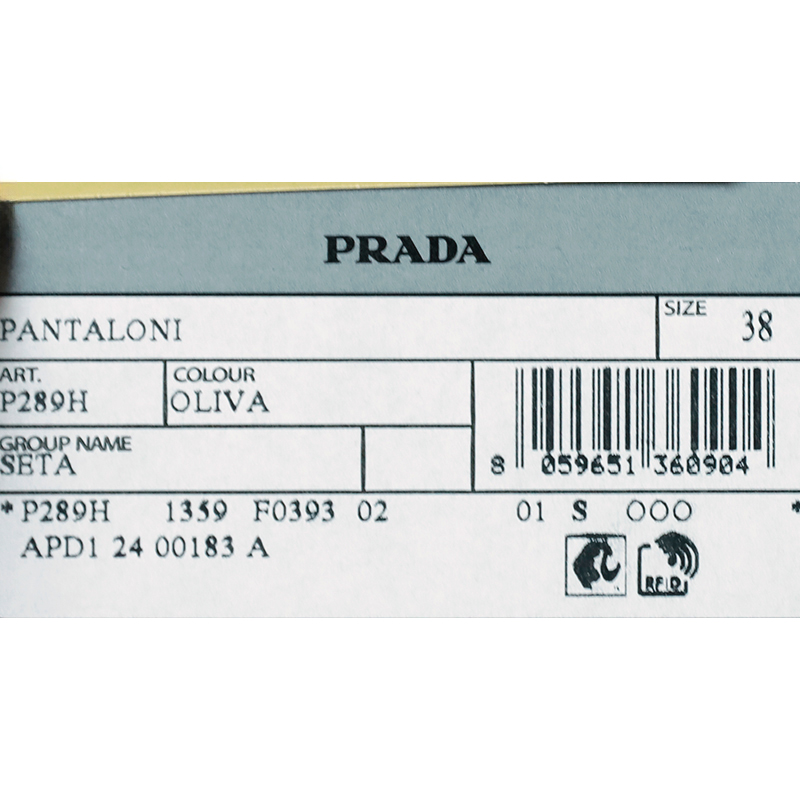 PRADA
PANTALONI
SIZE 38
ART. COLOUR
P289H OLIVA
GROUP NAME
SETA
8 059651 360904
* P289H 1359 F0393 02 01 S OOO *
APD1 24 00183 A
RFID